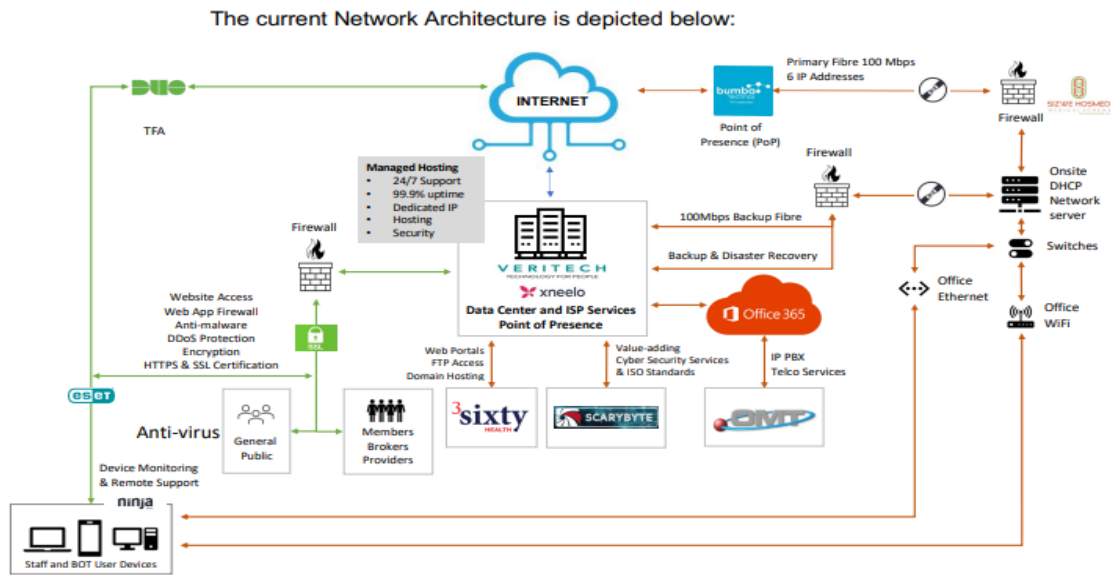 The current Network Architecture is depicted below:
DUO
TFA
INTERNET
bumba
Point of
Presence (PoP)
Primary Fibre 100 Mbps
6 IP Addresses
Firewall
SIZWE HOSMED
Managed Hosting
• 24/7 Support
• 99.9% uptime
• Dedicated IP
• Hosting
• Security
Firewall
Onsite
DHCP
Network
server
100Mbps Backup Fibre
Backup & Disaster Recovery
Switches
Firewall
VERITECH
TECHNOLOGY FOR PEOPLE
xneelo
Data Center and ISP Services
Point of Presence
Office 365
Office
Ethernet
Office
WiFi
Website Access
Web App Firewall
Anti-malware
DDoS Protection
Encryption
HTTPS & SSL Certification
SSL
Web Portals
FTP Access
Domain Hosting
Value-adding
Cyber Security Services
& ISO Standards
IP PBX
Telco Services
eset
Anti-virus
General
Public
Members
Brokers
Providers
3sixty
HEALTH
SCARYBYTE
OMT
Device Monitoring
& Remote Support
ninja
Staff and BOT User Devices